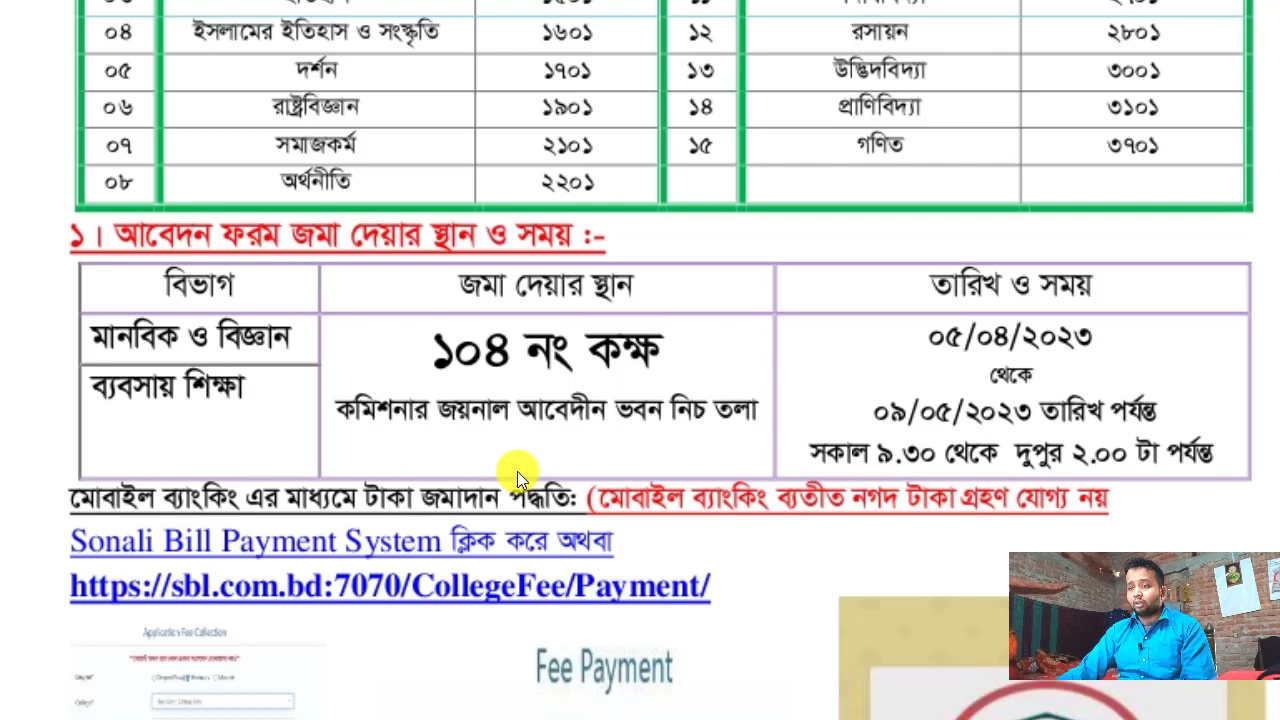 ০৪ ইসলামের ইতিহাস ও সংস্কৃতি ১৬০১ ১২ রসায়ন ২৮০১
০৫ দর্শন ১৭০১ ১৩ উদ্ভিদবিদ্যা ৩০০১
০৬ রাষ্ট্রবিজ্ঞান ১৯০১ ১৪ প্রাণিবিদ্যা ৩১০১
০৭ সমাজকর্ম ২১০১ ১৫ গণিত ৩৭০১
০৮ অর্থনীতি ২২০১
১। আবেদন ফরম জমা দেয়ার স্থান ও সময় :-
বিভাগ জমা দেয়ার স্থান তারিখ ও সময়
মানবিক ও বিজ্ঞান
ব্যবসায় শিক্ষা
১০৪ নং কক্ষ
কমিশনার জয়নাল আবেদীন ভবন নিচ তলা
০৫/০৪/২০২৩
থেকে
০৯/০৫/২০২৩ তারিখ পর্যন্ত
সকাল ৯.৩০ থেকে দুপুর ২.০০ টা পর্যন্ত
মোবাইল ব্যাংকিং এর মাধ্যমে টাকা জমাদান পদ্ধতি: (মোবাইল ব্যাংকিং ব্যতীত নগদ টাকা গ্রহণ যোগ্য নয়
Sonali Bill Payment System ক্লিক করে অথবা
https://sbl.com.bd:7070/CollegeFee/Payment/
Application Fee Collection
Fee Payment